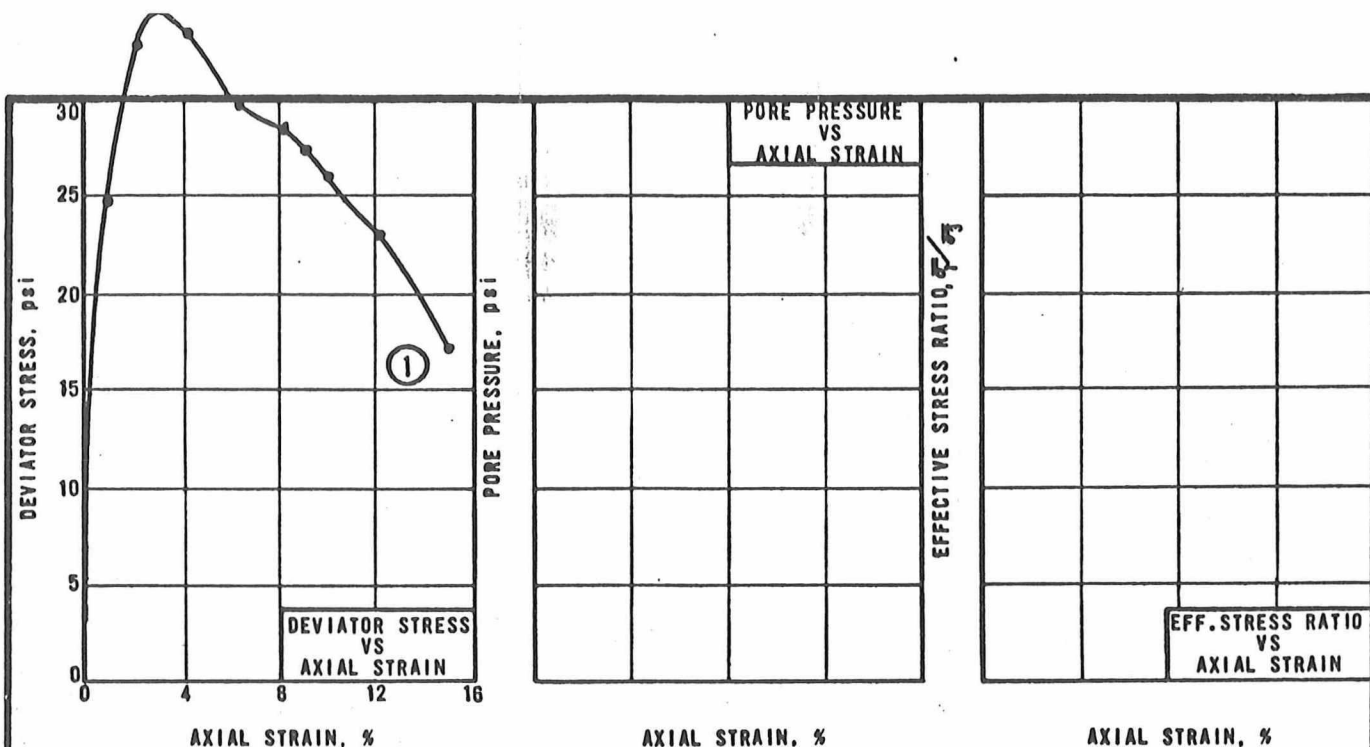 30
25
20
15
10
5
0
DEVIATOR STRESS, psi
①
DEVIATOR STRESS
VS
AXIAL STRAIN
0 4 8 12 16
AXIAL STRAIN, %
PORE PRESSURE, psi
PORE PRESSURE
VS
AXIAL STRAIN
AXIAL STRAIN, %
EFFECTIVE STRESS RATIO, σ̄₁/σ̄₃
EFF.STRESS RATIO
VS
AXIAL STRAIN
AXIAL STRAIN, %